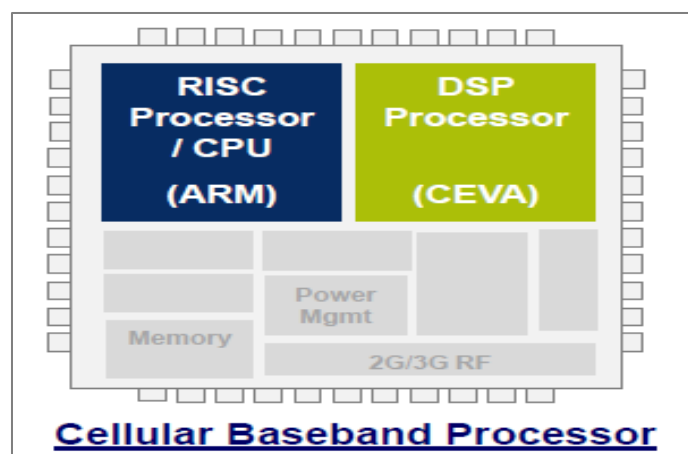 RISC
Processor
/ CPU
(ARM)
DSP
Processor
(CEVA)
Power
Mgmt
Memory
2G/3G RF
Cellular Baseband Processor